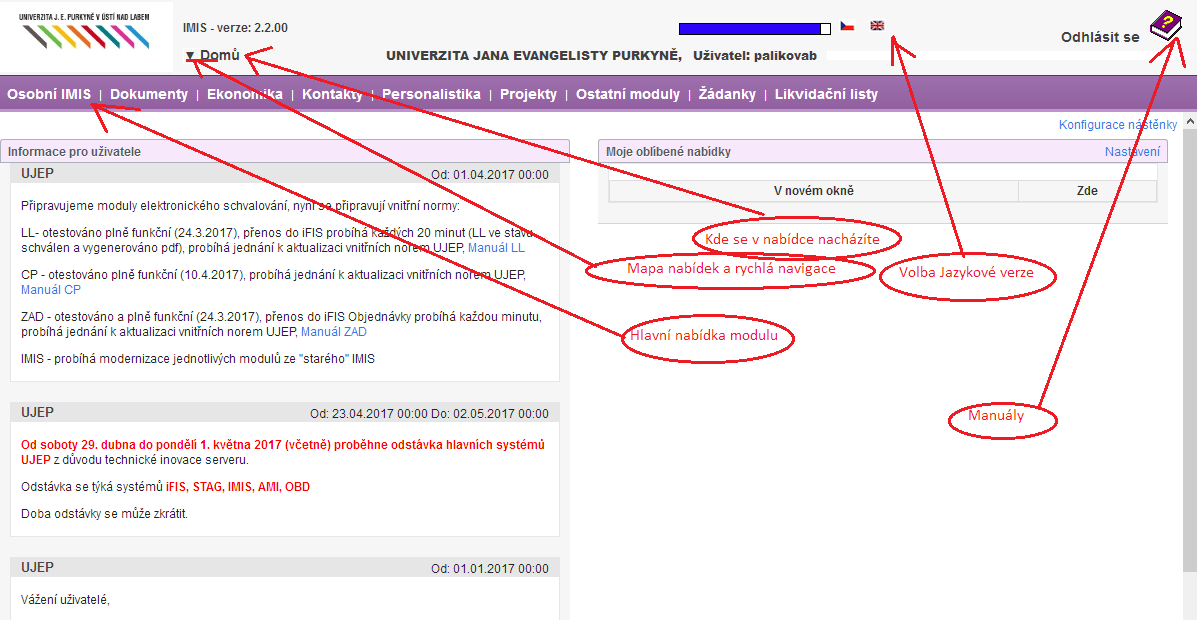 UNIVERZITA J. E. PURKYNĚ V ÚSTÍ NAD LABEM
IMIS - verze: 2.2.00
▼ Domů
UNIVERZITA JANA EVANGELISTY PURKYNĚ, Uživatel: palikovab
Odhlásit se
Osobní IMIS | Dokumenty | Ekonomika | Kontakty | Personalistika | Projekty | Ostatní moduly | Žádanky | Likvidační listy
Konfigurace nástěnky
Informace pro uživatele
UJEP Od: 01.04.2017 00:00
Připravujeme moduly elektronického schvalování, nyní se připravují vnitřní normy:
LL- otestováno plně funkční (24.3.2017), přenos do iFIS probíhá každých 20 minut (LL ve stavu
schválen a vygenerováno pdf), probíhá jednání k aktualizaci vnitřních norem UJEP, Manuál LL
CP - otestováno plně funkční (10.4.2017), probíhá jednání k aktualizaci vnitřních norem UJEP,
Manuál CP
ZAD - otestováno a plně funkční (24.3.2017), přenos do iFIS Objednávky probíhá každou minutu,
probíhá jednání k aktualizaci vnitřních norem UJEP, Manuál ZAD
IMIS - probíhá modernizace jednotlivých modulů ze "starého" IMIS
UJEP Od: 23.04.2017 00:00 Do: 02.05.2017 00:00
Od soboty 29. dubna do pondělí 1. května 2017 (včetně) proběhne odstávka hlavních systémů
UJEP z důvodu technické inovace serveru.
Odstávka se týká systémů iFIS, STAG, IMIS, AMI, OBD
Doba odstávky se může zkrátit.
UJEP Od: 01.01.2017 00:00
Vážení uživatelé,
Moje oblíbené nabídky Nastavení
V novém okně Zde
Kde se v nabídce nacházíte
Mapa nabídek a rychlá navigace
Volba Jazykové verze
Hlavní nabídka modulu
Manuály